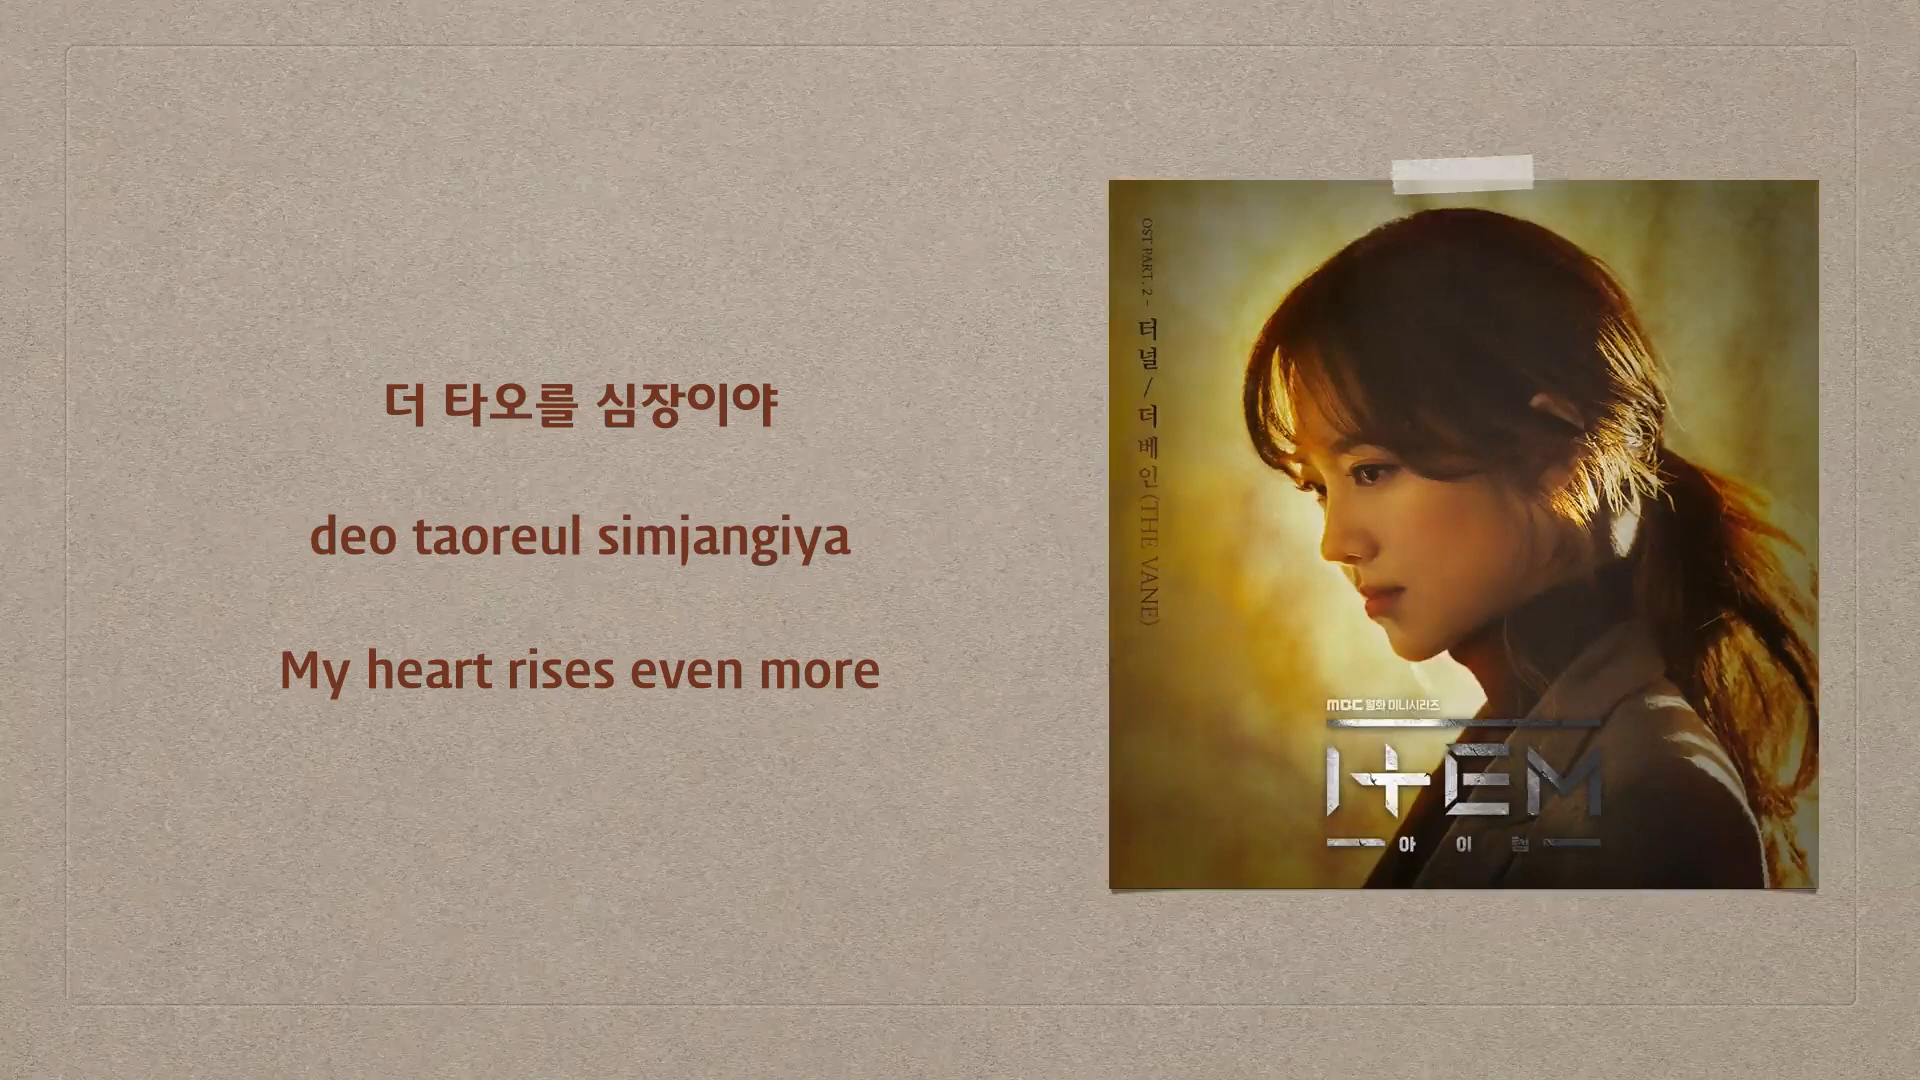 더 타오를 심장이야
deo taoreul simjangiya
My heart rises even more
OST PART. 2 - 터널 / 더 베인 (THE VANE)
MBC 월화 미니시리즈
ITEM
아 이 템